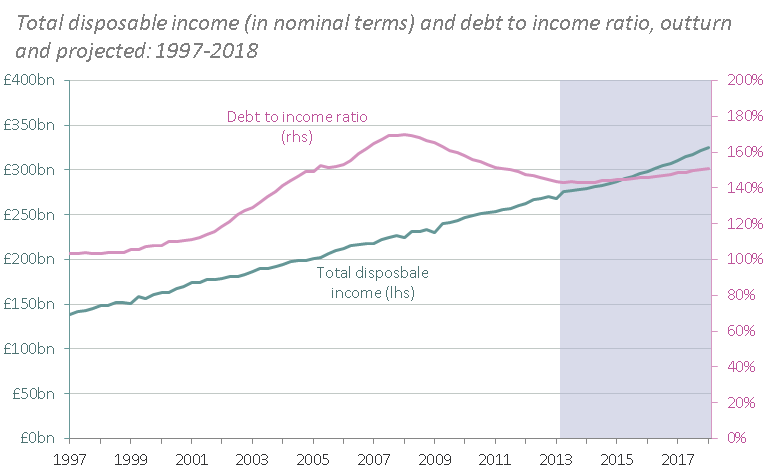 Total disposable income (in nominal terms) and debt to income ratio, outturn
and projected: 1997-2018
£400bn
£350bn
£300bn
£250bn
£200bn
£150bn
£100bn
£50bn
£0bn
200%
180%
160%
140%
120%
100%
80%
60%
40%
20%
0%
Debt to income ratio
(rhs)
Total disposbale
income (lhs)
1997
1999
2001
2003
2005
2007
2009
2011
2013
2015
2017